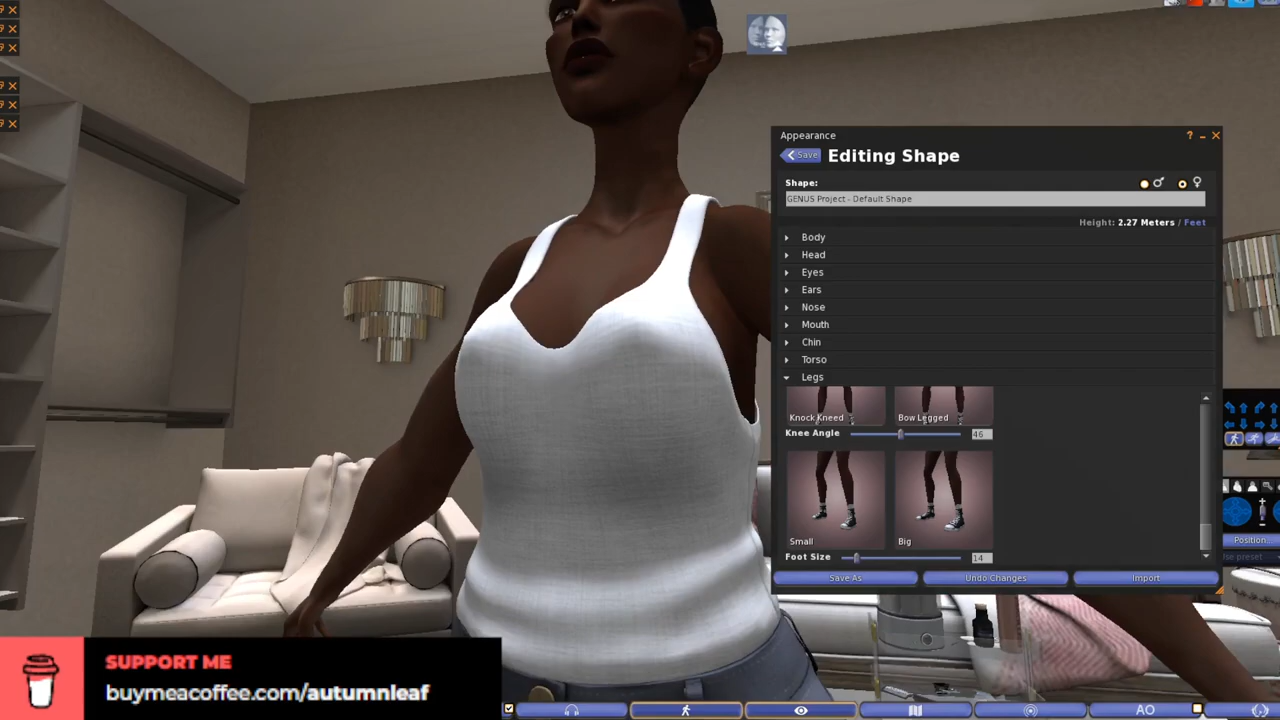 Appearance
Save
Editing Shape
Shape:
GENUS Project - Default Shape
Height: 2.27 Meters / Feet
Body
Head
Eyes
Ears
Nose
Mouth
Chin
Torso
Legs
Knock Kneed
Bow Legged
Knee Angle
46
Small
Big
Foot Size
14
Save As
Undo Changes
Import
Position..
Use preset
SUPPORT ME
buymeacoffee.com/autumnleaf
AO